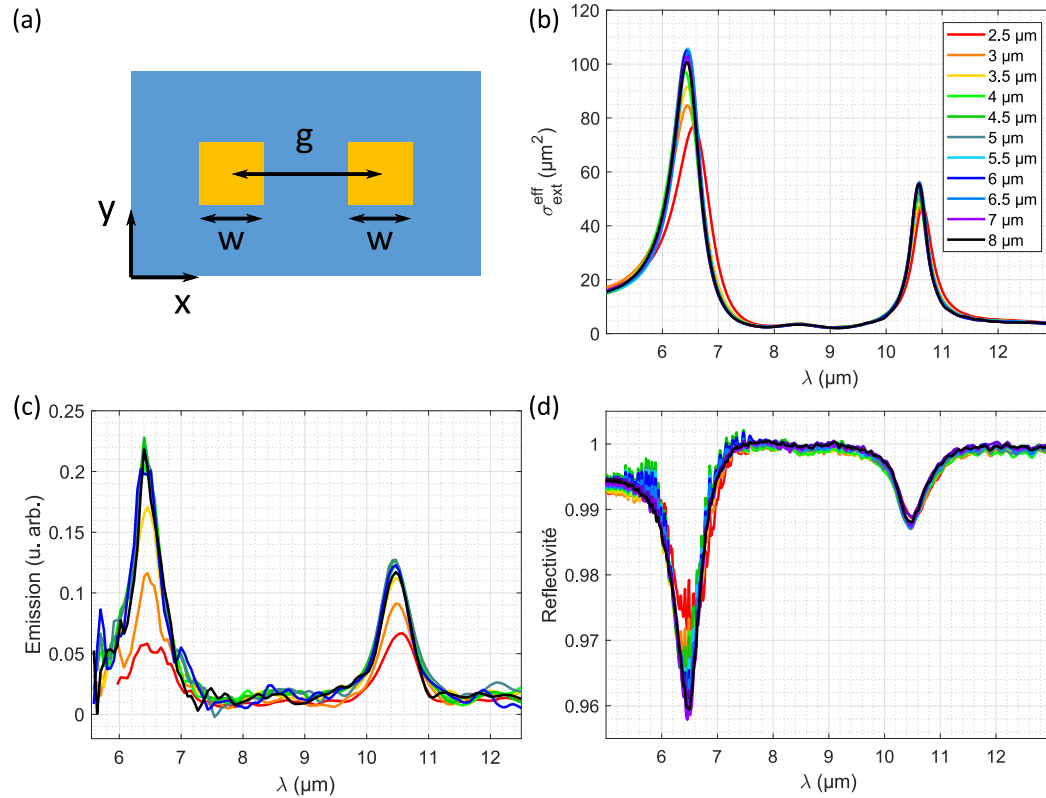 (a)
g
w
w
y
x
(b)
120
100
80
60
40
20
0
6
7
8
9
10
11
12
σ_ext^eff (µm²)
λ (µm)
2.5 µm
3 µm
3.5 µm
4 µm
4.5 µm
5 µm
5.5 µm
6 µm
6.5 µm
7 µm
8 µm
(c)
0.25
0.2
0.15
0.1
0.05
0
6
7
8
9
10
11
12
Emission (u. arb.)
λ (µm)
(d)
1
0.99
0.98
0.97
0.96
6
7
8
9
10
11
12
Reflectivité
λ (µm)